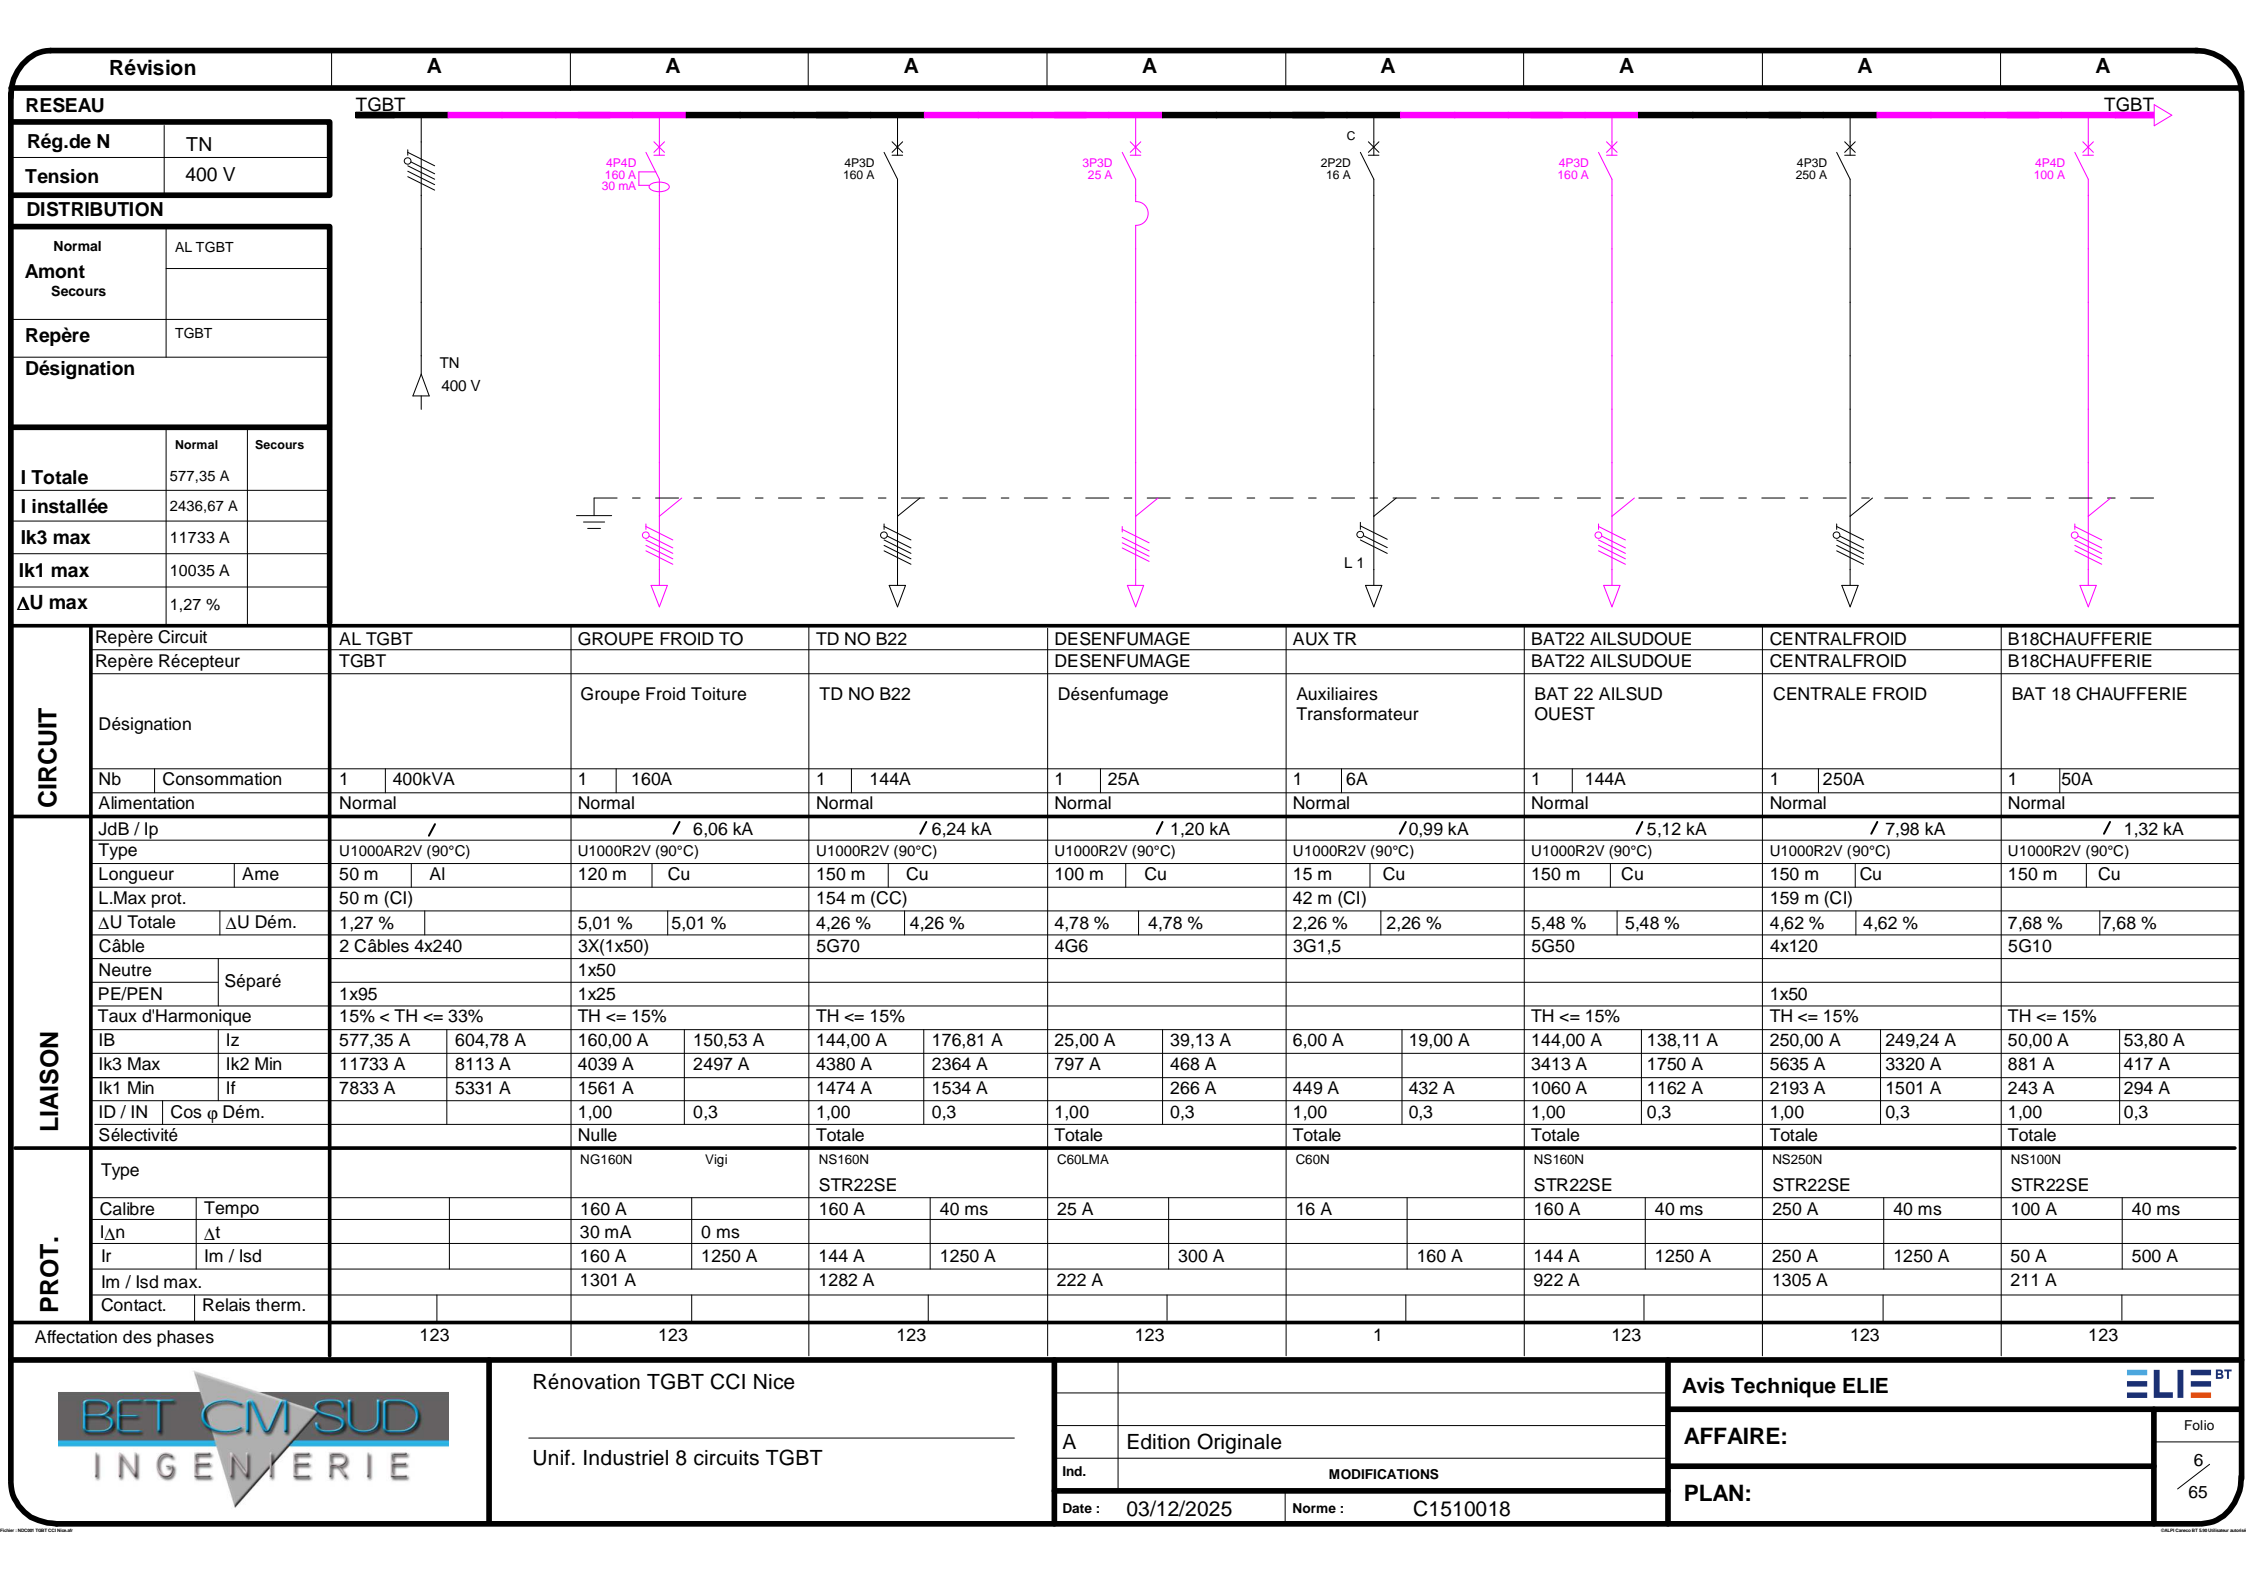 Révision A A A A A A A A
RESEAU
Rég.de N TN
Tension 400 V
DISTRIBUTION
Normal AL TGBT
Amont
Secours
Repère TGBT
Désignation
Normal Secours
I Totale 577,35 A
I installée 2436,67 A
Ik3 max 11733 A
Ik1 max 10035 A
ΔU max 1,27 %
TGBT TGBT
TN
400 V
4P4D
160 A
30 mA
4P3D
160 A
3P3D
25 A
C
2P2D
16 A
L 1
4P3D
160 A
4P3D
250 A
4P4D
100 A
CIRCUIT
Repère Circuit AL TGBT GROUPE FROID TO TD NO B22 DESENFUMAGE AUX TR BAT22 AILSUDOUE CENTRALFROID B18CHAUFFERIE
Repère Récepteur TGBT DESENFUMAGE BAT22 AILSUDOUE CENTRALFROID B18CHAUFFERIE
Désignation Groupe Froid Toiture TD NO B22 Désenfumage Auxiliaires Transformateur BAT 22 AILSUD OUEST CENTRALE FROID BAT 18 CHAUFFERIE
Nb Consommation 1 400kVA 1 160A 1 144A 1 25A 1 6A 1 144A 1 250A 1 50A
Alimentation Normal Normal Normal Normal Normal Normal Normal Normal
LIAISON
JdB / Ip / / 6,06 kA / 6,24 kA / 1,20 kA / 0,99 kA / 5,12 kA / 7,98 kA / 1,32 kA
Type U1000AR2V (90°C) U1000R2V (90°C) U1000R2V (90°C) U1000R2V (90°C) U1000R2V (90°C) U1000R2V (90°C) U1000R2V (90°C) U1000R2V (90°C)
Longueur Ame 50 m Al 120 m Cu 150 m Cu 100 m Cu 15 m Cu 150 m Cu 150 m Cu 150 m Cu
L.Max prot. 50 m (CI) 154 m (CC) 42 m (CI) 159 m (CI)
ΔU Totale ΔU Dém. 1,27 % 5,01 % 5,01 % 4,26 % 4,26 % 4,78 % 4,78 % 2,26 % 2,26 % 5,48 % 5,48 % 4,62 % 4,62 % 7,68 % 7,68 %
Câble 2 Câbles 4x240 3X(1x50) 5G70 4G6 3G1,5 5G50 4x120 5G10
Neutre Séparé 1x50
PE/PEN 1x95 1x25 1x50
Taux d'Harmonique 15% < TH <= 33% TH <= 15% TH <= 15% TH <= 15% TH <= 15% TH <= 15%
IB Iz 577,35 A 604,78 A 160,00 A 150,53 A 144,00 A 176,81 A 25,00 A 39,13 A 6,00 A 19,00 A 144,00 A 138,11 A 250,00 A 249,24 A 50,00 A 53,80 A
Ik3 Max Ik2 Min 11733 A 8113 A 4039 A 2497 A 4380 A 2364 A 797 A 468 A 3413 A 1750 A 5635 A 3320 A 881 A 417 A
Ik1 Min If 7833 A 5331 A 1561 A 1474 A 1534 A 266 A 449 A 432 A 1060 A 1162 A 2193 A 1501 A 243 A 294 A
ID / IN Cos φ Dém. 1,00 0,3 1,00 0,3 1,00 0,3 1,00 0,3 1,00 0,3 1,00 0,3 1,00 0,3
Sélectivité Nulle Totale Totale Totale Totale Totale Totale
PROT.
Type NG160N Vigi NS160N STR22SE C60LMA C60N NS160N STR22SE NS250N STR22SE NS100N STR22SE
Calibre Tempo 160 A 160 A 40 ms 25 A 16 A 160 A 40 ms 250 A 40 ms 100 A 40 ms
IΔn Δt 30 mA 0 ms
Ir Im / Isd 160 A 1250 A 144 A 1250 A 300 A 160 A 144 A 1250 A 250 A 1250 A 50 A 500 A
Im / Isd max. 1301 A 1282 A 222 A 922 A 1305 A 211 A
Contact. Relais therm.
Affectation des phases 123 123 123 123 1 123 123 123
BET CM SUD
INGENIERIE
Rénovation TGBT CCI Nice
Unif. Industriel 8 circuits TGBT
A Edition Originale
Ind. MODIFICATIONS
Date : 03/12/2025 Norme : C1510018
Avis Technique ELIE
ELIE BT
AFFAIRE:
PLAN:
Folio
6/65
Fichier : NDC001 TGBT CCI Nice.afr
©ALPI Caneco BT 5.90 Utilisateur autorisé